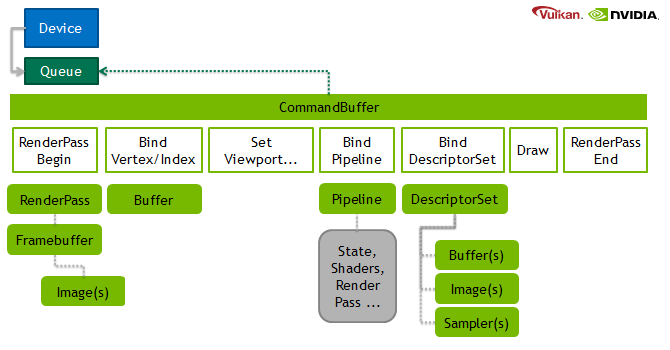 Vulkan. NVIDIA.
Device
Queue
CommandBuffer
RenderPass
Begin
Bind
Vertex/Index
Set
Viewport...
Bind
Pipeline
Bind
DescriptorSet
Draw
RenderPass
End
RenderPass
Buffer
Pipeline
DescriptorSet
Framebuffer
Image(s)
State,
Shaders,
Render
Pass ...
Buffer(s)
Image(s)
Sampler(s)